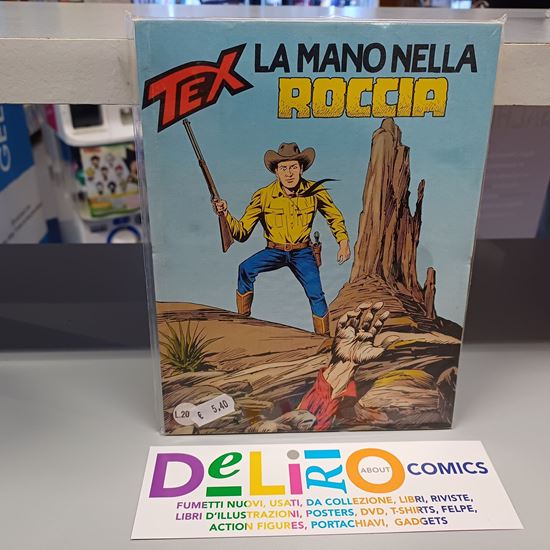 TEX
LA MANO NELLA
ROCCIA
GEL
L.20 € 5,40
DeLiRiO ABOUT COMICS
FUMETTI NUOVI, USATI, DA COLLEZIONE, LIBRI, RIVISTE,
LIBRI D'ILLUSTRAZIONI, POSTERS, DVD, T-SHIRTS, FELPE,
ACTION FIGURES, PORTACHIAVI, GADGETS